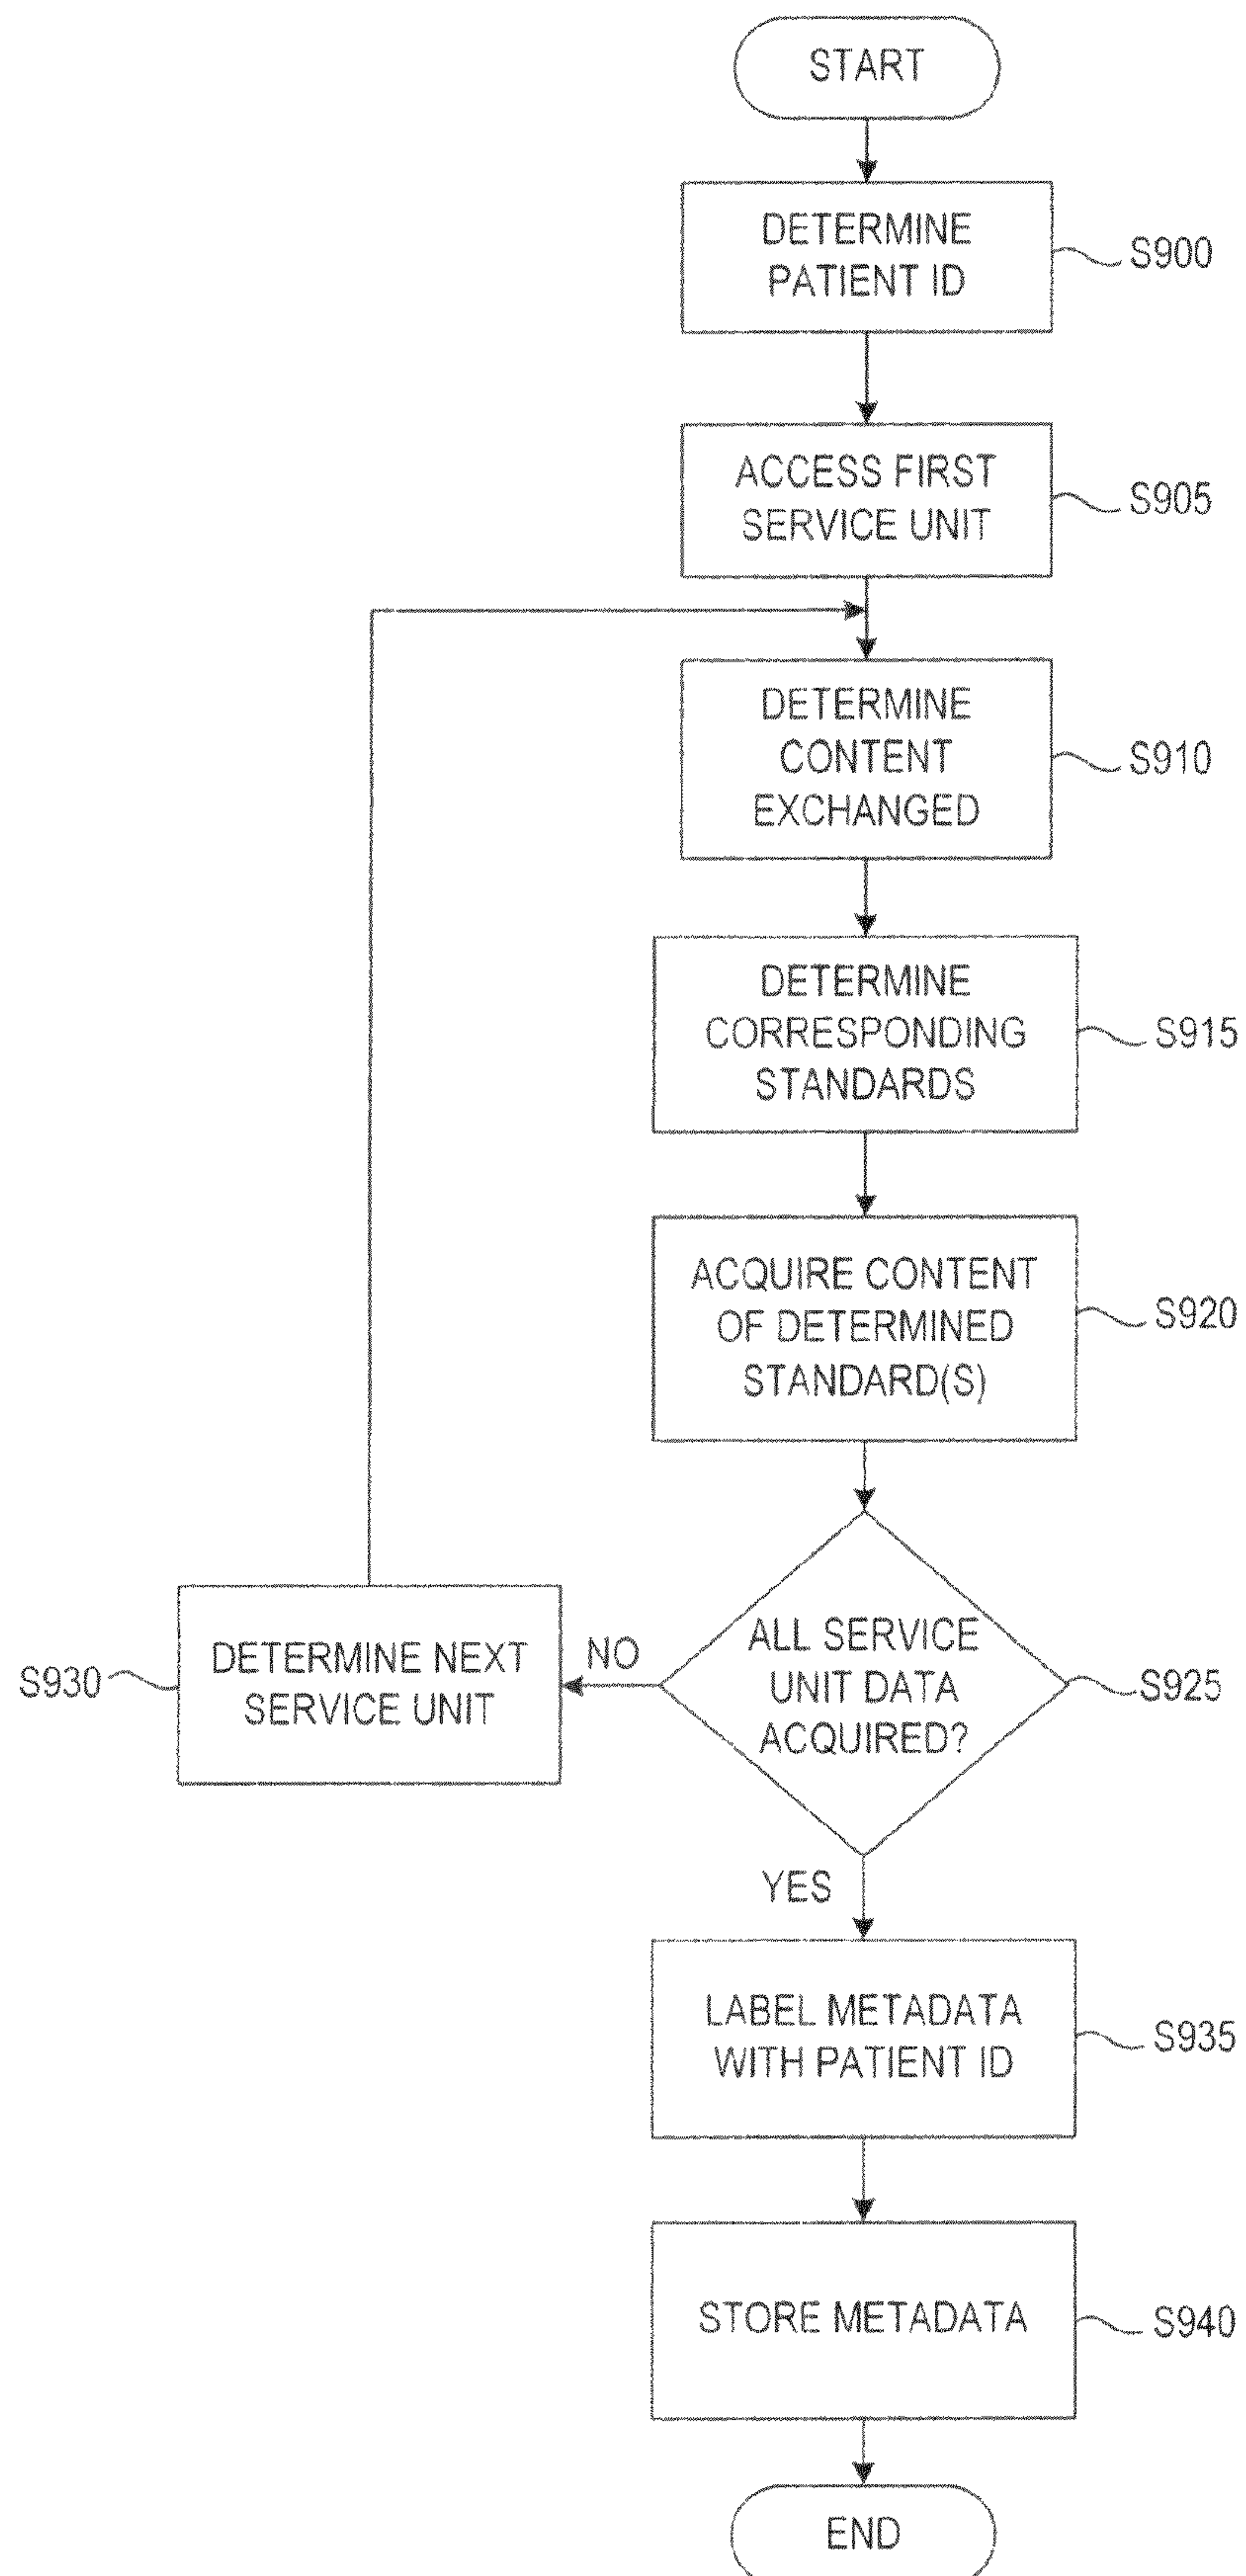 START
DETERMINE
PATIENT ID
S900
ACCESS FIRST
SERVICE UNIT
S905
DETERMINE
CONTENT
EXCHANGED
S910
DETERMINE
CORRESPONDING
STANDARDS
S915
ACQUIRE CONTENT
OF DETERMINED
STANDARD(S)
S920
ALL SERVICE
UNIT DATA
ACQUIRED?
S925
NO
DETERMINE NEXT
SERVICE UNIT
S930
YES
LABEL METADATA
WITH PATIENT ID
S935
STORE METADATA
S940
END